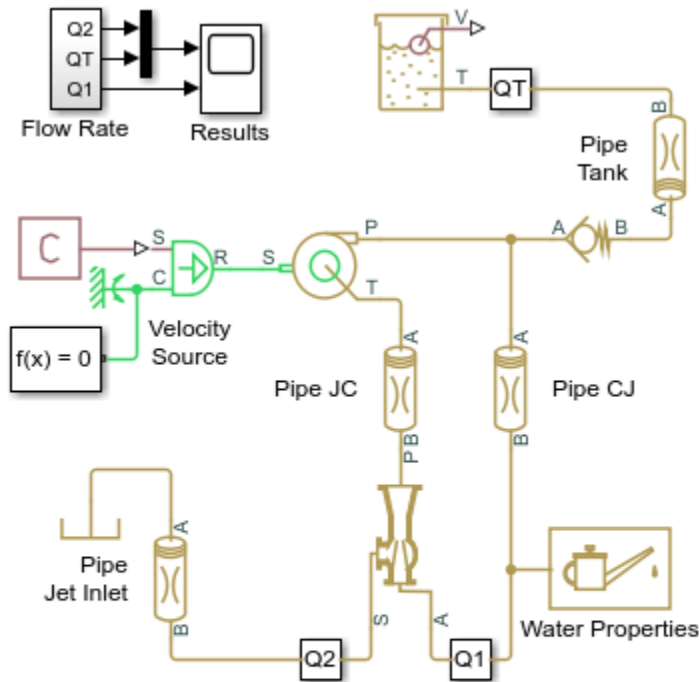 Q2
QT
Q1
Flow Rate
Results
V
T
QT
B
Pipe
Tank
A
C
S
C
R
S
P
T
A
B
Velocity
Source
f(x) = 0
A
Pipe JC
B
P
A
Pipe CJ
B
A
Pipe
Jet Inlet
B
S
A
Q2
Q1
Water Properties